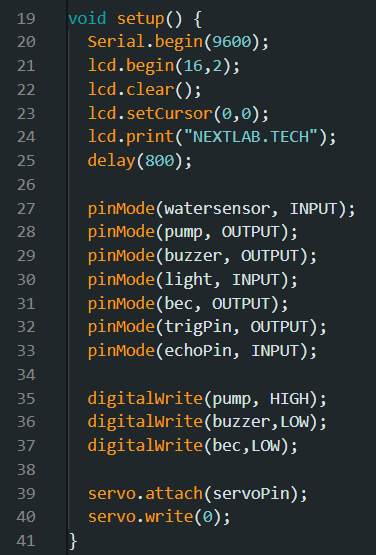 19 void setup() {
20 Serial.begin(9600);
21 lcd.begin(16,2);
22 lcd.clear();
23 lcd.setCursor(0,0);
24 lcd.print("NEXTLAB.TECH");
25 delay(800);
26
27 pinMode(watersensor, INPUT);
28 pinMode(pump, OUTPUT);
29 pinMode(buzzer, OUTPUT);
30 pinMode(light, INPUT);
31 pinMode(bec, OUTPUT);
32 pinMode(trigPin, OUTPUT);
33 pinMode(echoPin, INPUT);
34
35 digitalWrite(pump, HIGH);
36 digitalWrite(buzzer,LOW);
37 digitalWrite(bec,LOW);
38
39 servo.attach(servoPin);
40 servo.write(0);
41 }